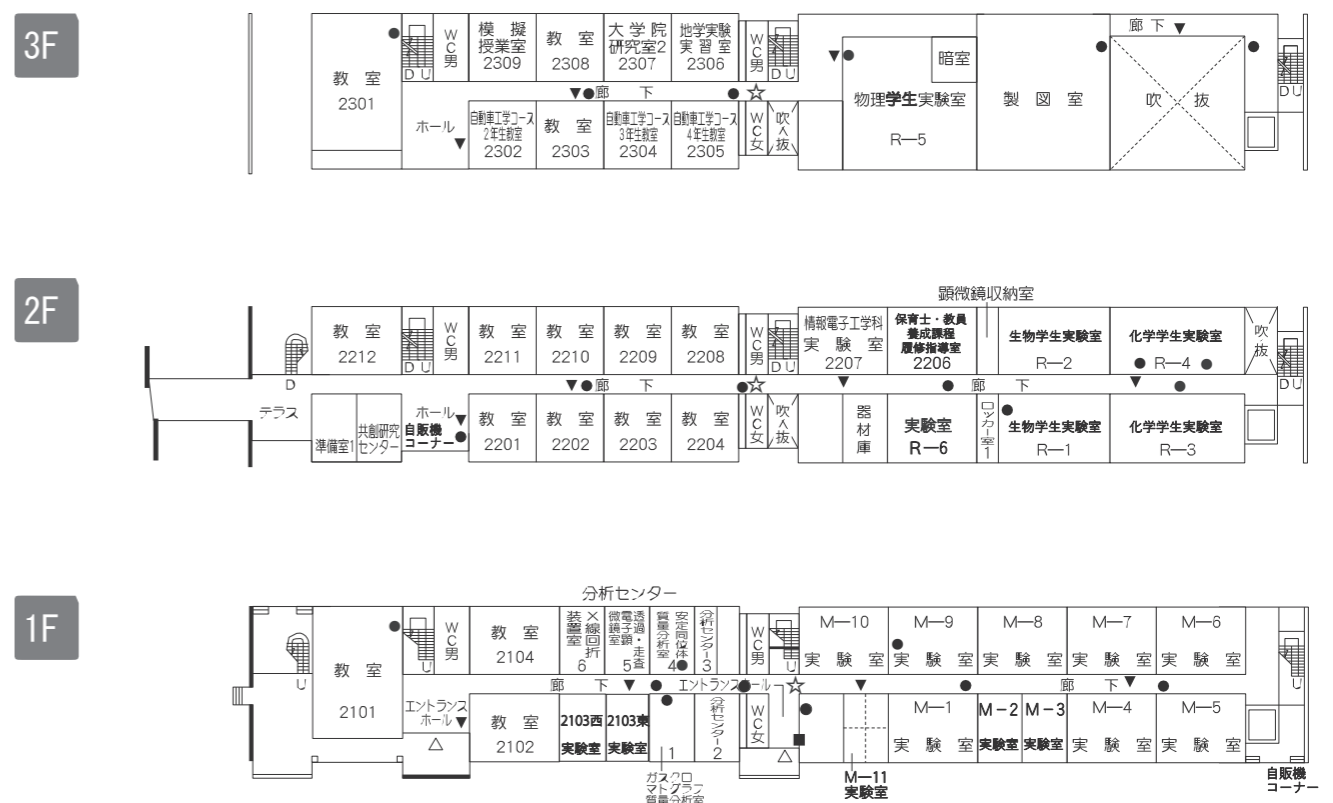 3F
教室
2301
D U
WC男
模擬
授業室
2309
教室
2308
大学院
研究室2
2307
地学実験
実習室
2306
WC男
D U
廊下
暗室
物理学生実験室
R―5
製図室
吹抜
廊下
D U
ホール
自動車工学コース
2年生教室
2302
教室
2303
自動車工学コース
3年生教室
2304
自動車工学コース
4年生教室
2305
WC女
吹抜
2F
D
テラス
教室
2212
D U
WC男
教室
2211
教室
2210
教室
2209
教室
2208
WC男
D U
情報電子工学科
実験室
2207
保育士・教員
養成課程
履修指導室
2206
顕微鏡収納室
生物学生実験室
R―2
化学学生実験室
R―4
吹抜
D U
廊下
廊下
準備室1
共創研究
センター
ホール
自販機
コーナー
教室
2201
教室
2202
教室
2203
教室
2204
WC女
吹抜
器材庫
実験室
R―6
ロッカー室1
生物学生実験室
R―1
化学学生実験室
R―3
1F
分析センター
U
教室
2101
U
WC男
教室
2104
X線回折
装置室
6
透過・走査
電子顕
微鏡室
5
安定同位体
質量分析室
4
分析センター
3
WC男
U
M―10
実験室
M―9
実験室
M―8
実験室
M―7
実験室
M―6
実験室
U
廊下
エントランスホール
廊下
エントランス
ホール
教室
2102
2103西
実験室
2103東
実験室
1
ガスクロ
マトグラフ
質量分析室
分析センター
2
WC女
M―11
実験室
M―1
実験室
M－2
実験室
M－3
実験室
M―4
実験室
M―5
実験室
自販機
コーナー